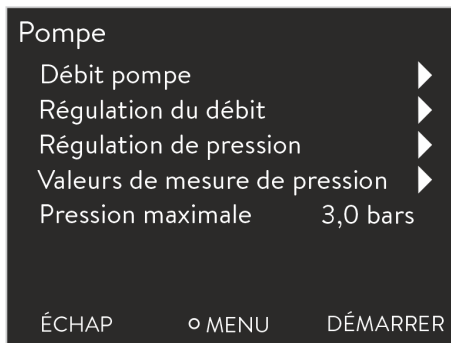 Pompe
Débit pompe
Régulation du débit
Régulation de pression
Valeurs de mesure de pression
Pression maximale 3,0 bars
ÉCHAP MENU DÉMARRER